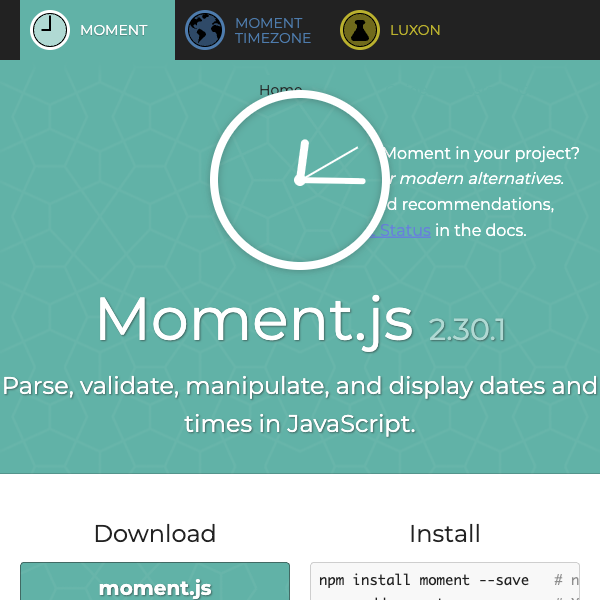 MOMENT
MOMENT
TIMEZONE
LUXON
Home
Moment in your project?
modern alternatives.
recommendations,
Status in the docs.
Moment.js 2.30.1
Parse, validate, manipulate, and display dates and
times in JavaScript.
Download
Install
moment.js
npm install moment --save # n